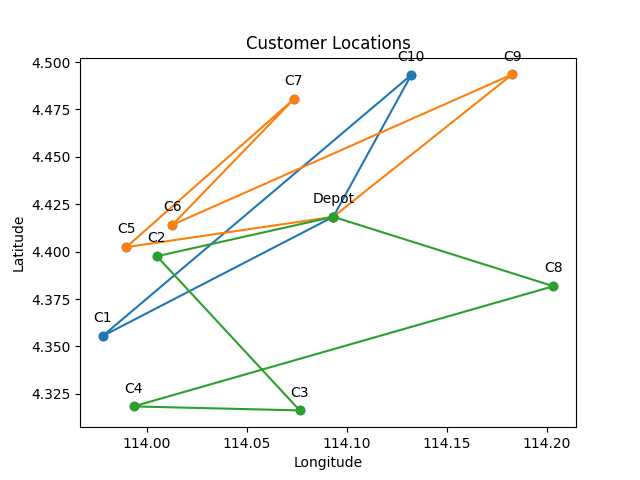 Customer Locations
4.500
4.475
4.450
4.425
4.400
4.375
4.350
4.325
Latitude
C10
C9
C7
Depot
C6
C5
C2
C8
C1
C4
C3
114.00
114.05
114.10
114.15
114.20
Longitude